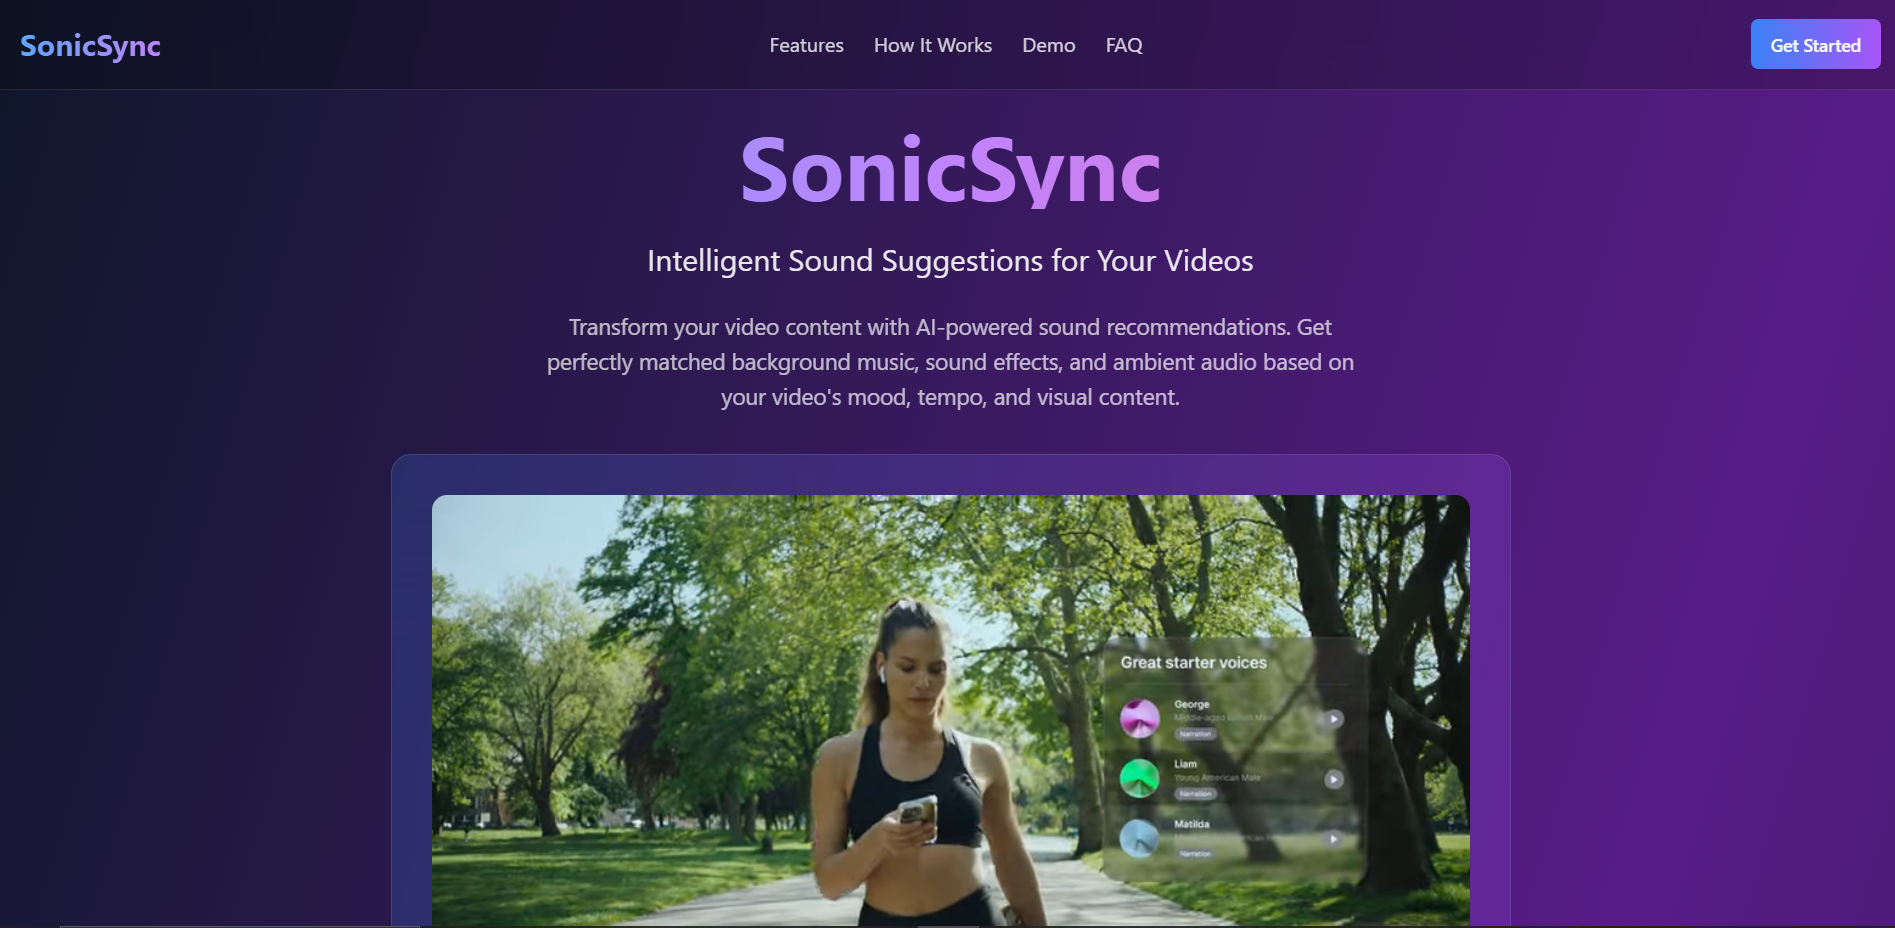 SonicSync
Features
How It Works
Demo
FAQ
Get Started
SonicSync
Intelligent Sound Suggestions for Your Videos
Transform your video content with AI-powered sound recommendations. Get
perfectly matched background music, sound effects, and ambient audio based on
your video's mood, tempo, and visual content.
Great starter voices
George
Middle-aged
Narration
Liam
Young American Male
Narration
Matilda
Narration